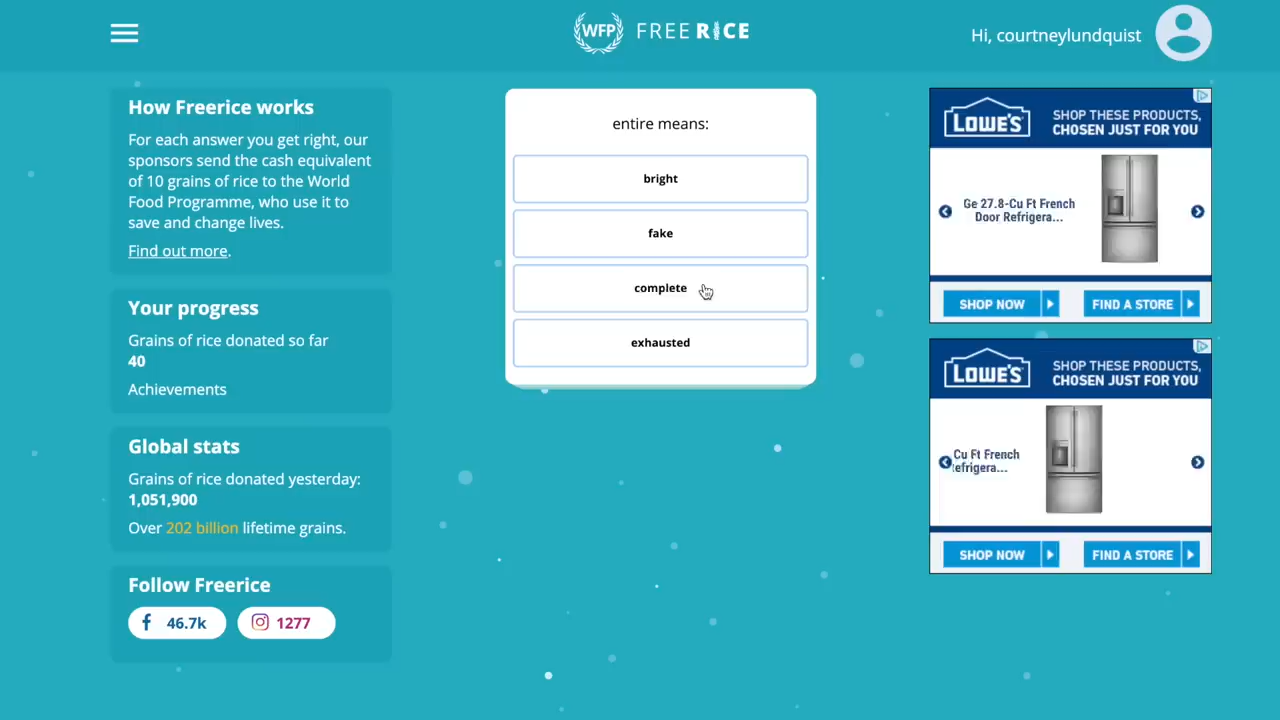 WFP FREE RICE
Hi, courtneylundquist
How Freerice works
For each answer you get right, our
sponsors send the cash equivalent
of 10 grains of rice to the World
Food Programme, who use it to
save and change lives.
Find out more.
Your progress
Grains of rice donated so far
40
Achievements
Global stats
Grains of rice donated yesterday:
1,051,900
Over 202 billion lifetime grains.
Follow Freerice
46.7k
1277
entire means:
bright
fake
complete
exhausted
LOWE'S
SHOP THESE PRODUCTS,
CHOSEN JUST FOR YOU
Ge 27.8-Cu Ft French
Door Refrigera...
SHOP NOW
FIND A STORE
LOWE'S
SHOP THESE PRODUCTS,
CHOSEN JUST FOR YOU
Cu Ft French
efrigera...
SHOP NOW
FIND A STORE